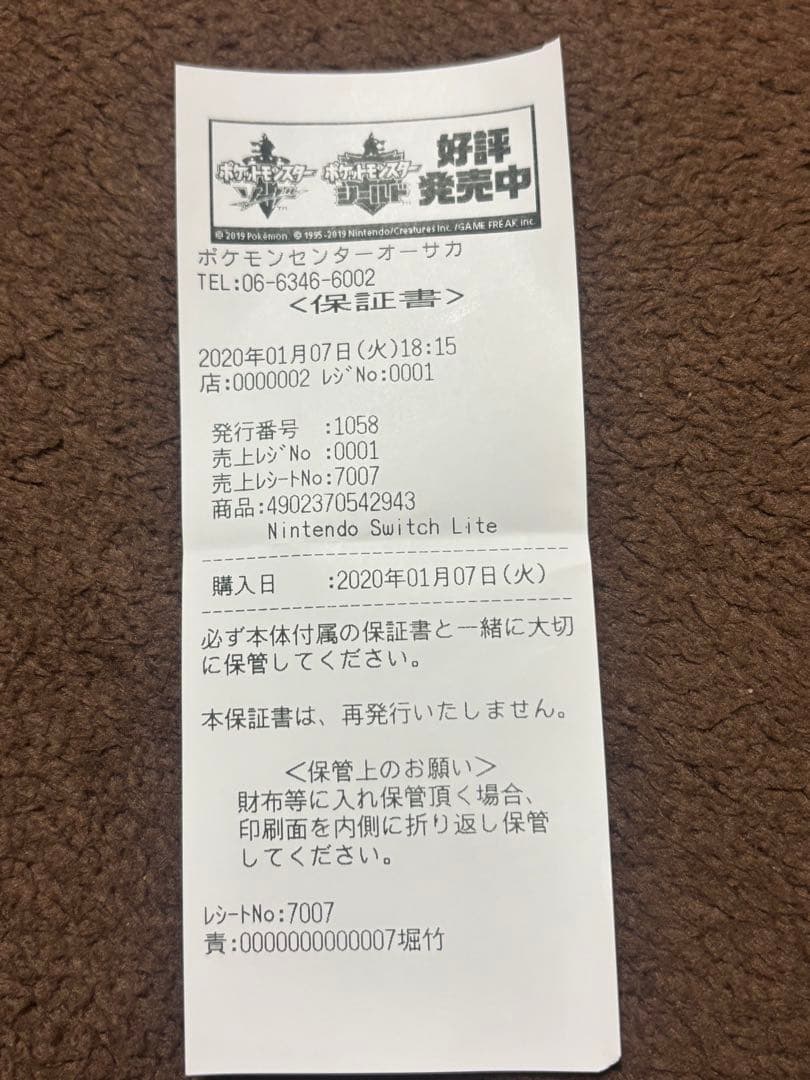 ポケットモンスター ソード ポケットモンスター シールド 好評発売中
© 2019 Pokémon. © 1995-2019 Nintendo/Creatures Inc. /GAME FREAK inc.
ポケモンセンターオーサカ
TEL:06-6346-6002
<保証書>
2020年01月07日(火)18:15
店:0000002 ﾚｼﾞNo:0001
発行番号 :1058
売上ﾚｼﾞNo :0001
売上ﾚｼｰﾄNo:7007
商品:4902370542943
Nintendo Switch Lite
購入日 :2020年01月07日(火)
必ず本体付属の保証書と一緒に大切
に保管してください。
本保証書は、再発行いたしません。
<保管上のお願い>
財布等に入れ保管頂く場合、
印刷面を内側に折り返し保管
してください。
ﾚｼｰﾄNo:7007
責:0000000000007堀竹